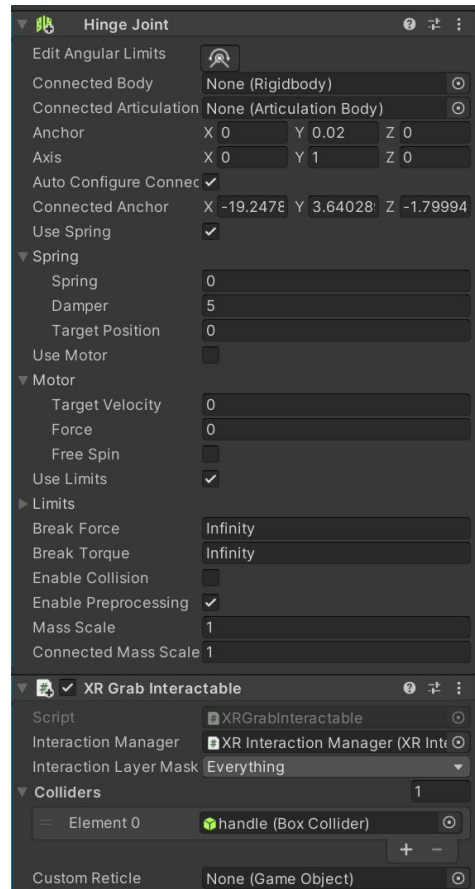 Hinge Joint
Edit Angular Limits
Connected Body None (Rigidbody)
Connected Articulation None (Articulation Body)
Anchor X 0 Y 0.02 Z 0
Axis X 0 Y 1 Z 0
Auto Configure Connec
Connected Anchor X -19.2478 Y 3.640289 Z -1.79994
Use Spring
Spring
Spring 0
Damper 5
Target Position 0
Use Motor
Motor
Target Velocity 0
Force 0
Free Spin
Use Limits
Limits
Break Force Infinity
Break Torque Infinity
Enable Collision
Enable Preprocessing
Mass Scale 1
Connected Mass Scale 1
XR Grab Interactable
Script XRGrabInteractable
Interaction Manager XR Interaction Manager (XR Inte
Interaction Layer Mask Everything
Colliders 1
Element 0 handle (Box Collider)
+ -
Custom Reticle None (Game Object)